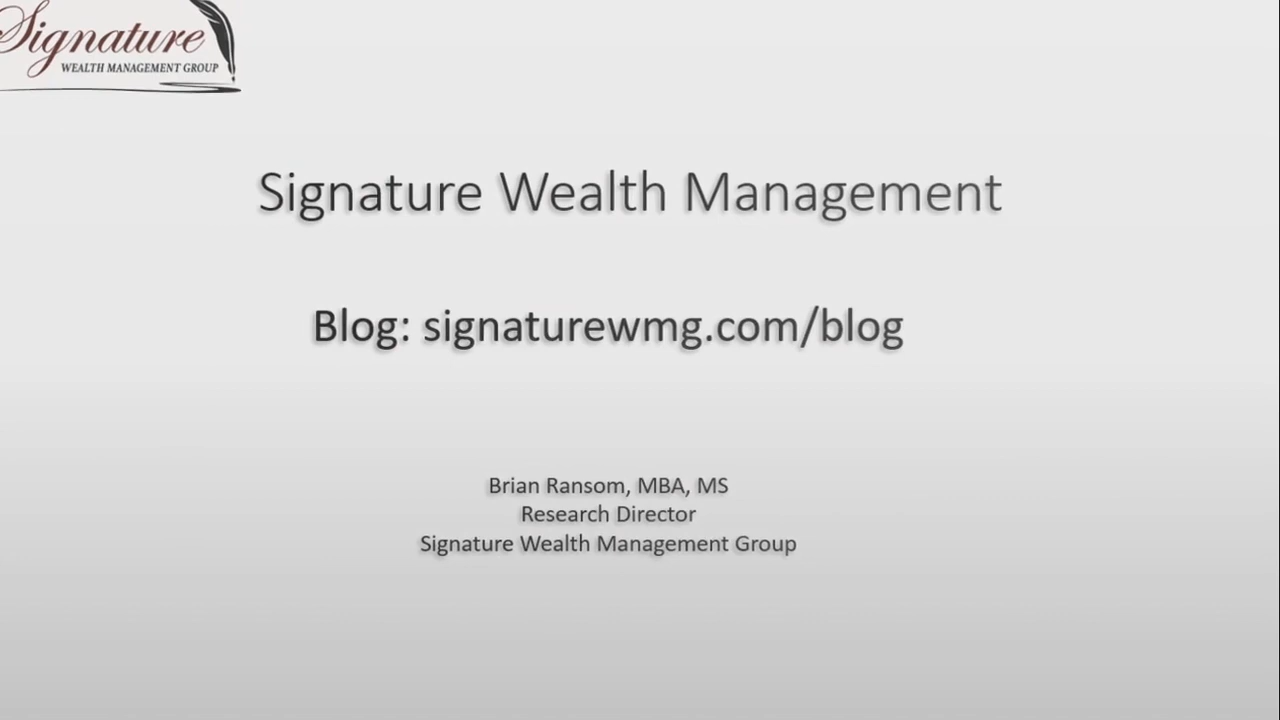 Signature
WEALTH MANAGEMENT GROUP
Signature Wealth Management
Blog: signaturewmg.com/blog
Brian Ransom, MBA, MS
Research Director
Signature Wealth Management Group